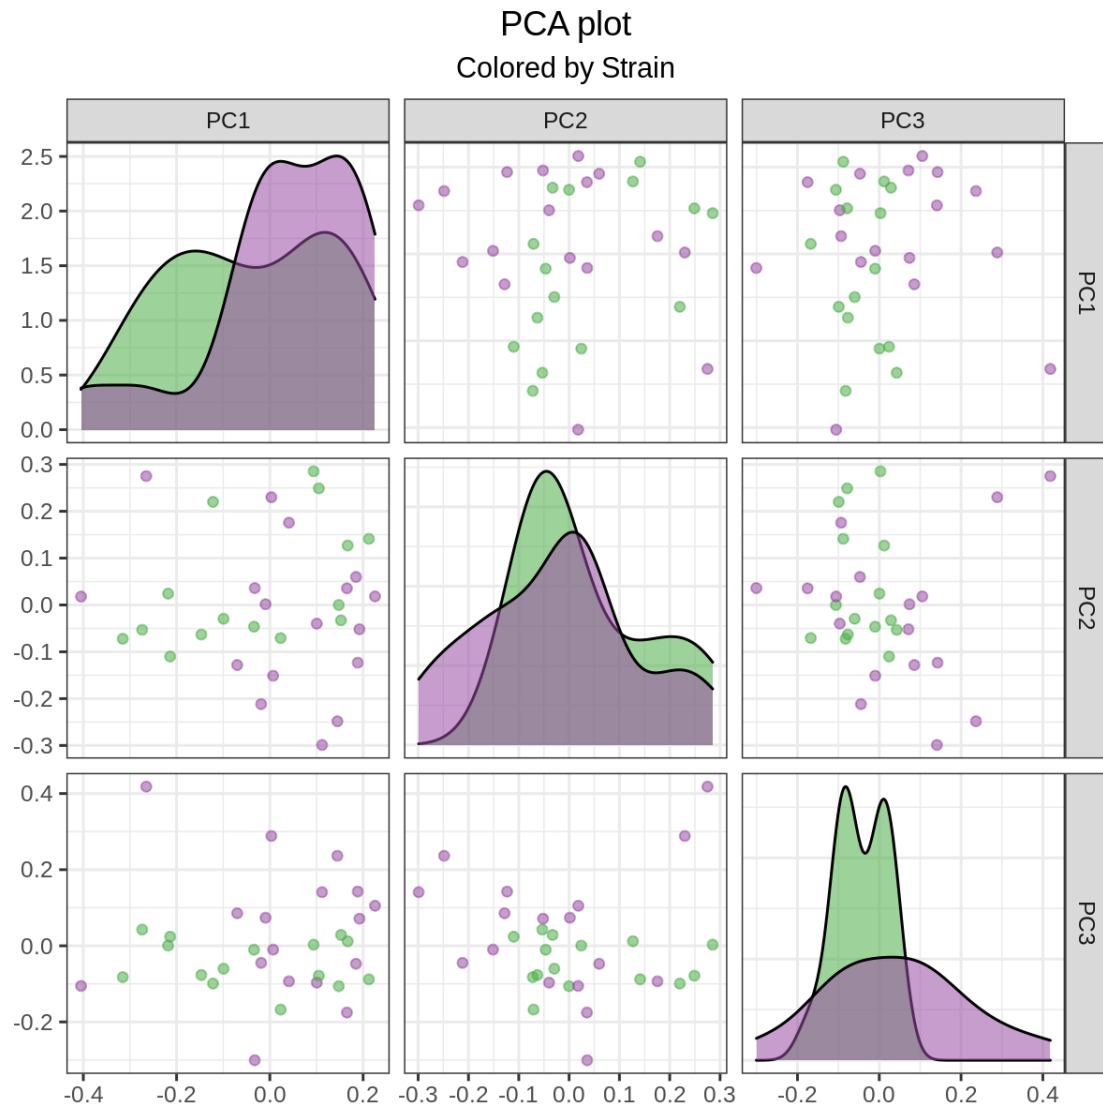 PCA plot
Colored by Strain
PC1
PC2
PC3
2.5
2.0
1.5
1.0
0.5
0.0
PC1
0.3
0.2
0.1
0.0
-0.1
-0.2
-0.3
PC2
0.4
0.2
0.0
-0.2
PC3
-0.4 -0.2 0.0 0.2
-0.3 -0.2 -0.1 0.0 0.1 0.2 0.3
-0.2 0.0 0.2 0.4